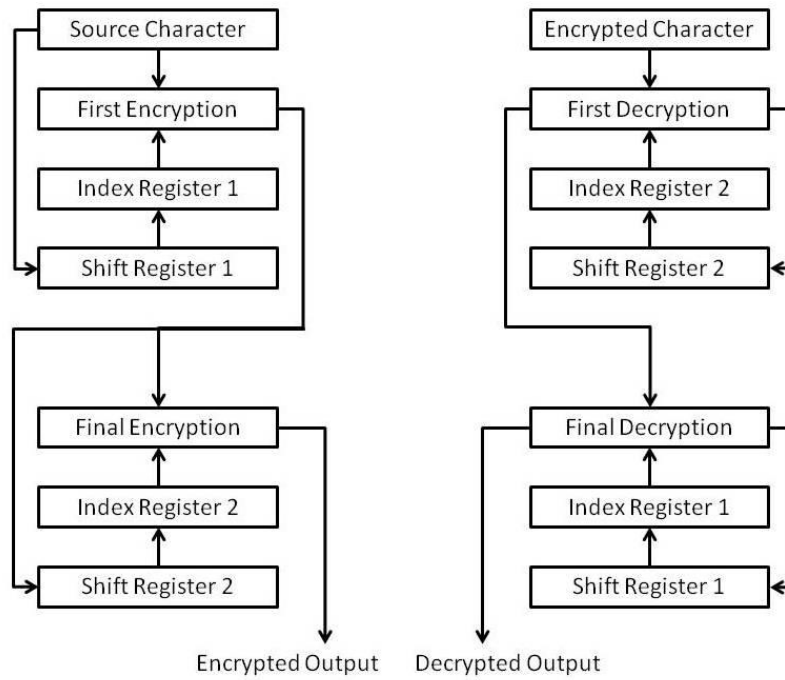 Source Character
First Encryption
Index Register 1
Shift Register 1
Final Encryption
Index Register 2
Shift Register 2
Encrypted Output
Encrypted Character
First Decryption
Index Register 2
Shift Register 2
Final Decryption
Index Register 1
Shift Register 1
Decrypted Output